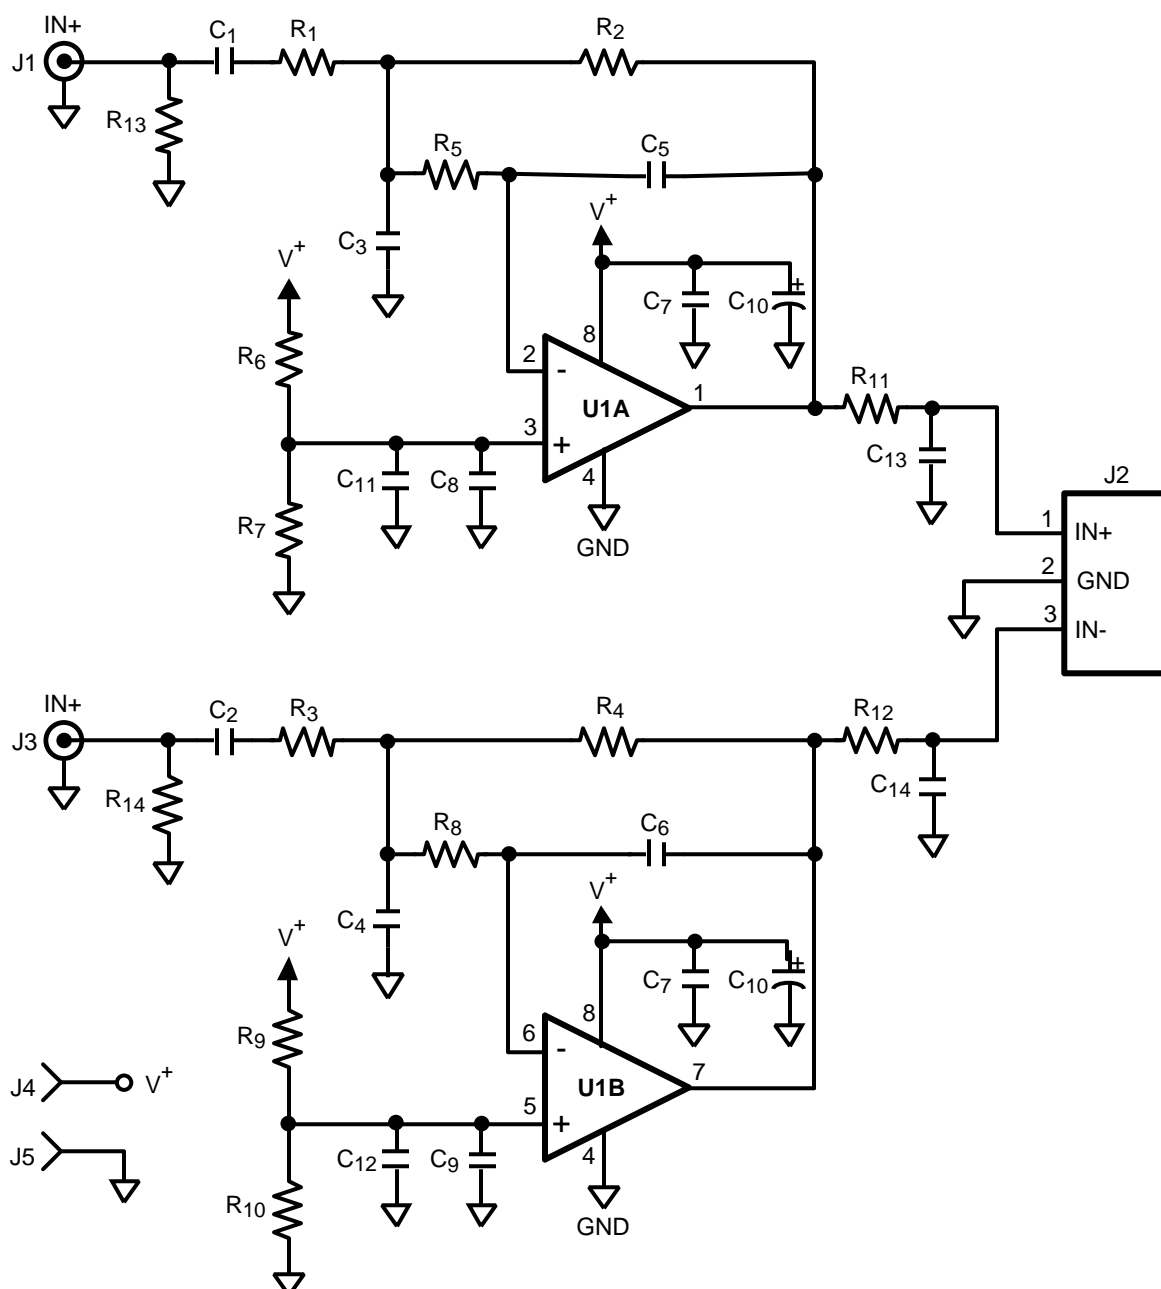 IN+
J1
C1
R1
R2
R13
R5
C5
C3
V+
V+
C7
+
C10
R6
8
2
-
U1A
1
R11
3
+
C11
C8
4
C13
R7
GND
J2
1
IN+
2
GND
3
IN-
IN+
J3
C2
R3
R4
R12
R14
R8
C6
C14
V+
C4
V+
C7
+
C10
R9
8
6
-
U1B
7
J4
V+
5
+
C12
C9
4
J5
R10
GND